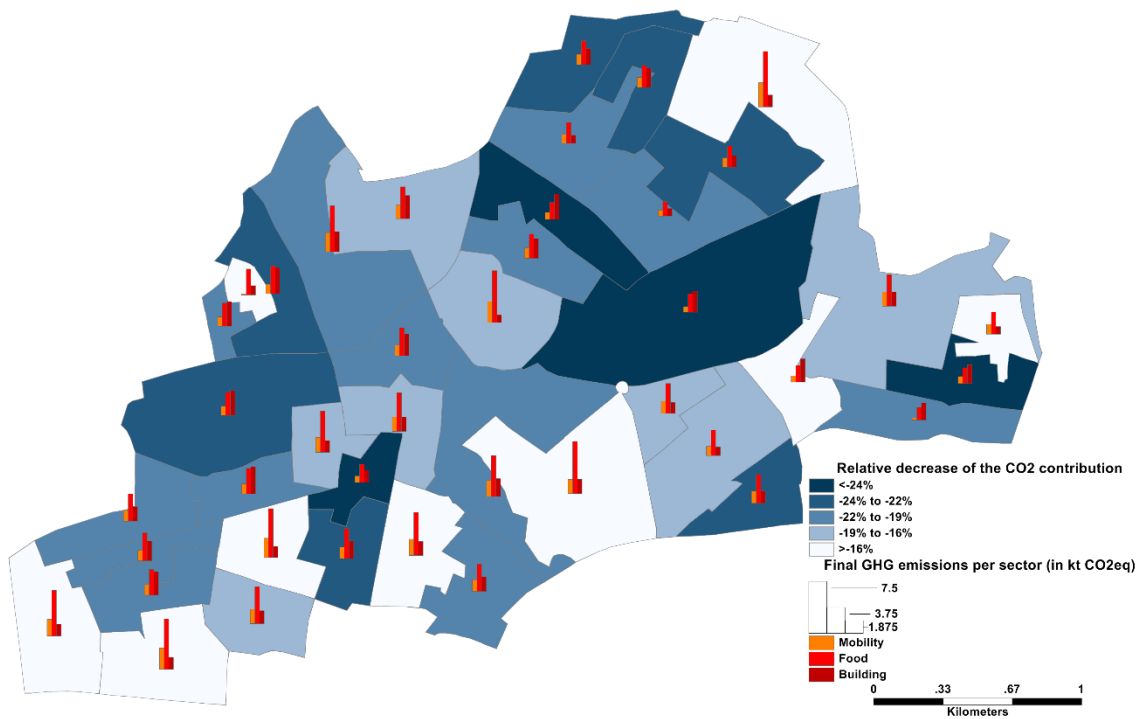 Relative decrease of the CO2 contribution
<-24%
-24% to -22%
-22% to -19%
-19% to -16%
>-16%
Final GHG emissions per sector (in kt CO2eq)
7.5
3.75
1.875
Mobility
Food
Building
0 .33 .67 1
Kilometers